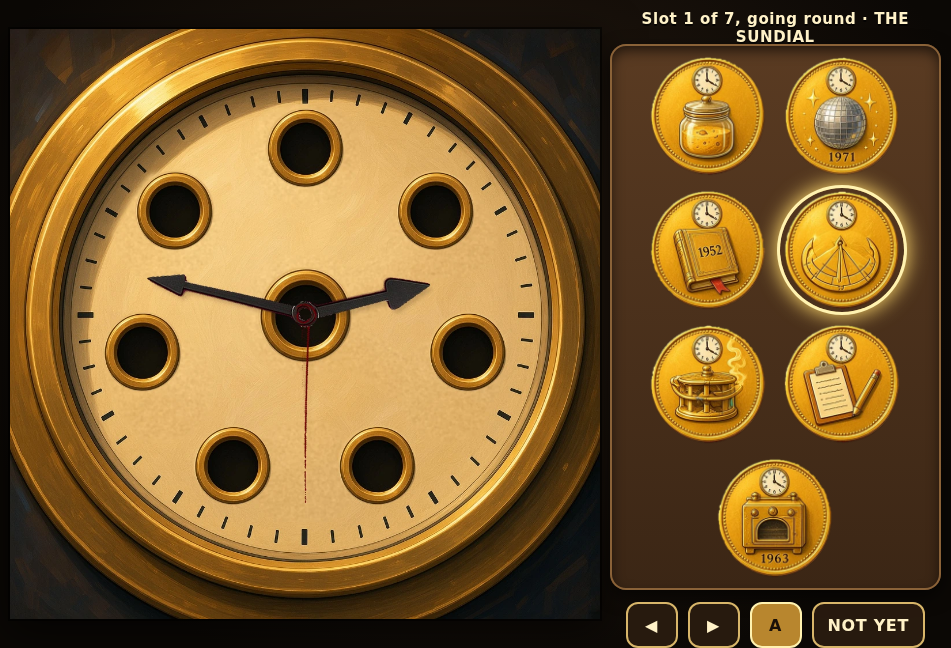 Slot 1 of 7, going round · THE
SUNDIAL
1971
1952
1963
◀
▶
A
NOT YET